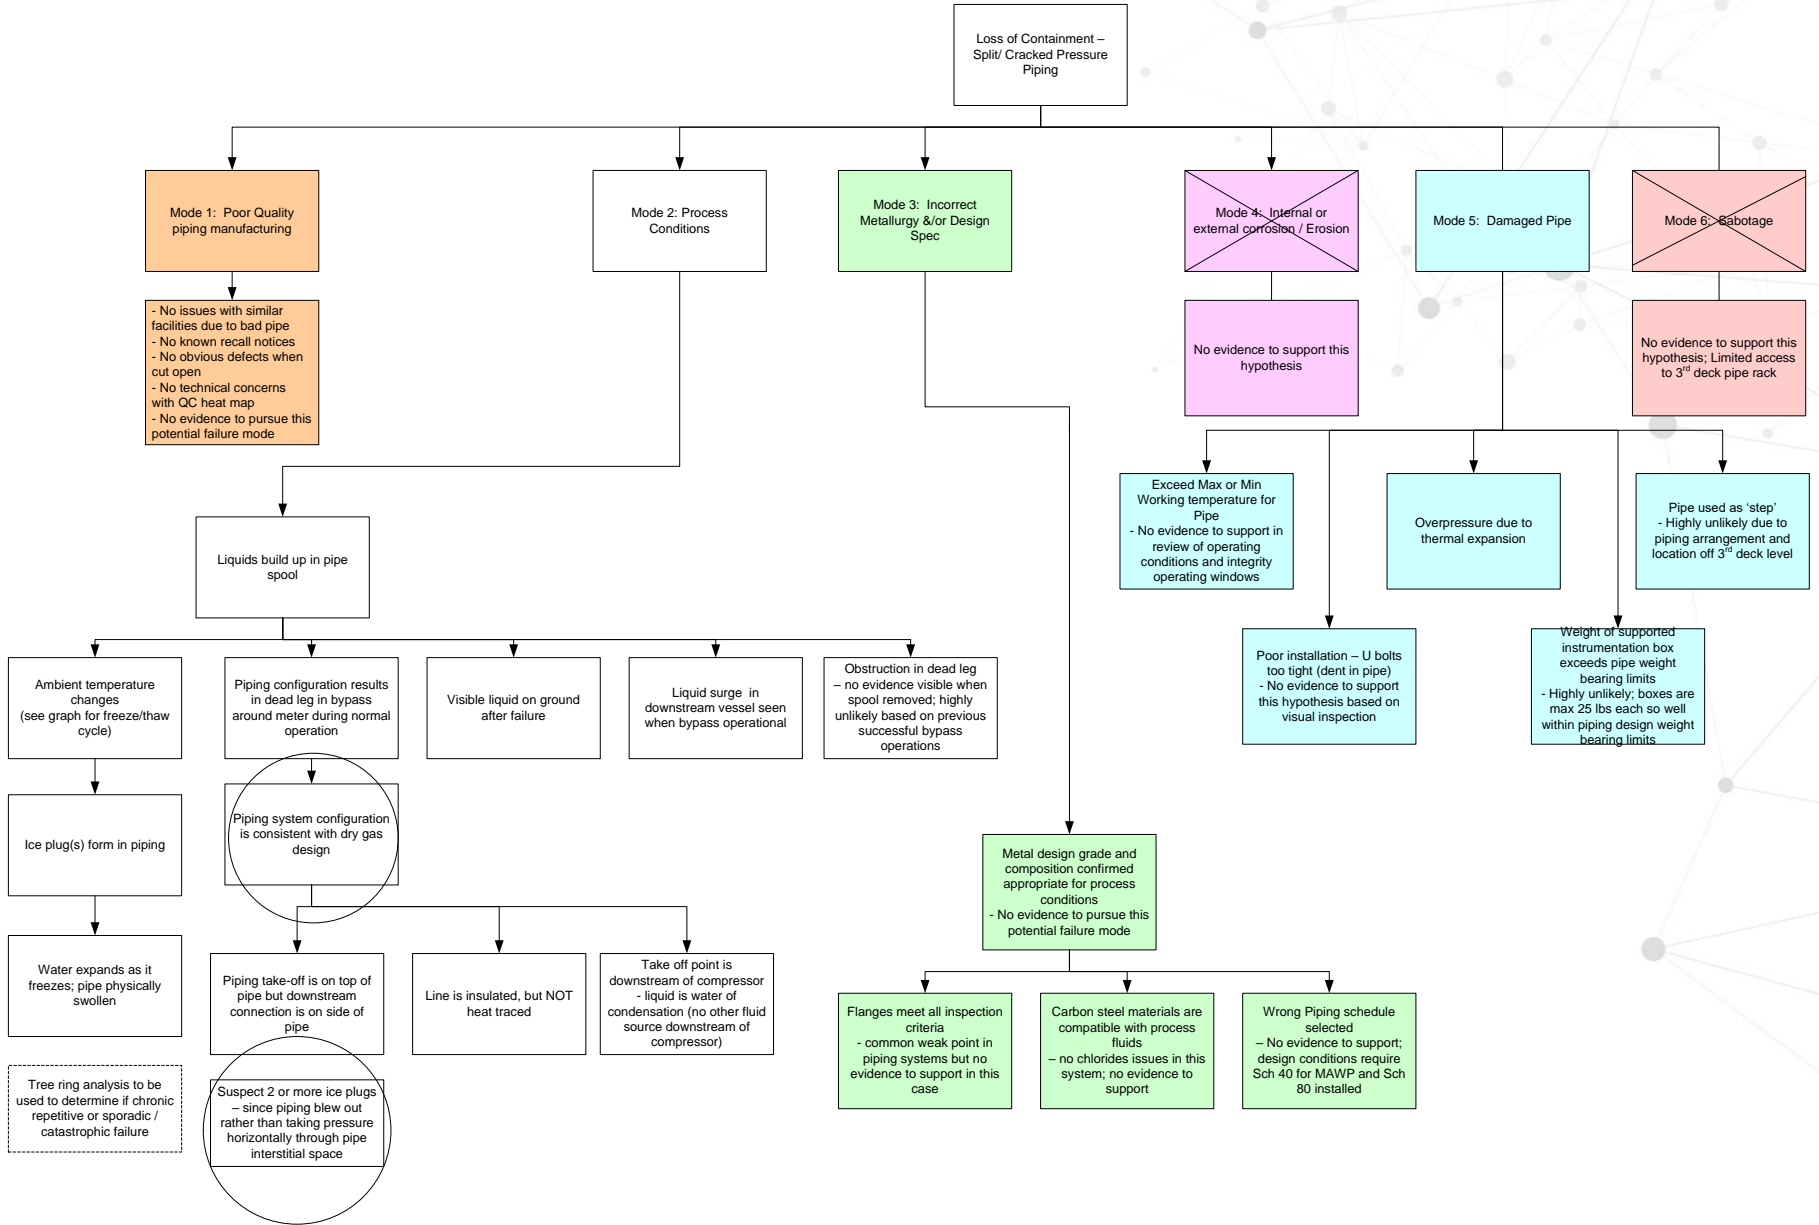 Loss of Containment –
Split/ Cracked Pressure
Piping
Mode 1:  Poor Quality
piping manufacturing
Mode 2: Process
Conditions
Mode 3:  Incorrect
Metallurgy &/or Design
Spec
Mode 4:  Internal or
external corrosion / Erosion
Mode 5:  Damaged Pipe
Mode 6:  Sabotage
- No issues with similar
facilities due to bad pipe
- No known recall notices
- No obvious defects when
cut open
- No technical concerns
with QC heat map
- No evidence to pursue this
potential failure mode
No evidence to support this
hypothesis
No evidence to support this
hypothesis; Limited access
to 3rd deck pipe rack
Exceed Max or Min
Working temperature for
Pipe
- No evidence to support in
review of operating
conditions and integrity
operating windows
Overpressure due to
thermal expansion
Pipe used as ‘step’
- Highly unlikely due to
piping arrangement and
location off 3rd deck level
Liquids build up in pipe
spool
Poor installation – U bolts
too tight (dent in pipe)
- No evidence to support
this hypothesis based on
visual inspection
Weight of supported
instrumentation box
exceeds pipe weight
bearing limits
- Highly unlikely; boxes are
max 25 lbs each so well
within piping design weight
bearing limits
Ambient temperature
changes
(see graph for freeze/thaw
cycle)
Piping configuration results
in dead leg in bypass
around meter during normal
operation
Visible liquid on ground
after failure
Liquid surge  in
downstream vessel seen
when bypass operational
Obstruction in dead leg
– no evidence visible when
spool removed; highly
unlikely based on previous
successful bypass
operations
Ice plug(s) form in piping
Piping system configuration
is consistent with dry gas
design
Metal design grade and
composition confirmed
appropriate for process
conditions
- No evidence to pursue this
potential failure mode
Water expands as it
freezes; pipe physically
swollen
Piping take-off is on top of
pipe but downstream
connection is on side of
pipe
Line is insulated, but NOT
heat traced
Take off point is
downstream of compressor
- liquid is water of
condensation (no other fluid
source downstream of
compressor)
Flanges meet all inspection
criteria
- common weak point in
piping systems but no
evidence to support in this
case
Carbon steel materials are
compatible with process
fluids
– no chlorides issues in this
system; no evidence to
support
Wrong Piping schedule
selected
– No evidence to support;
design conditions require
Sch 40 for MAWP and Sch
80 installed
Tree ring analysis to be
used to determine if chronic
repetitive or sporadic /
catastrophic failure
Suspect 2 or more ice plugs
– since piping blew out
rather than taking pressure
horizontally through pipe
interstitial space